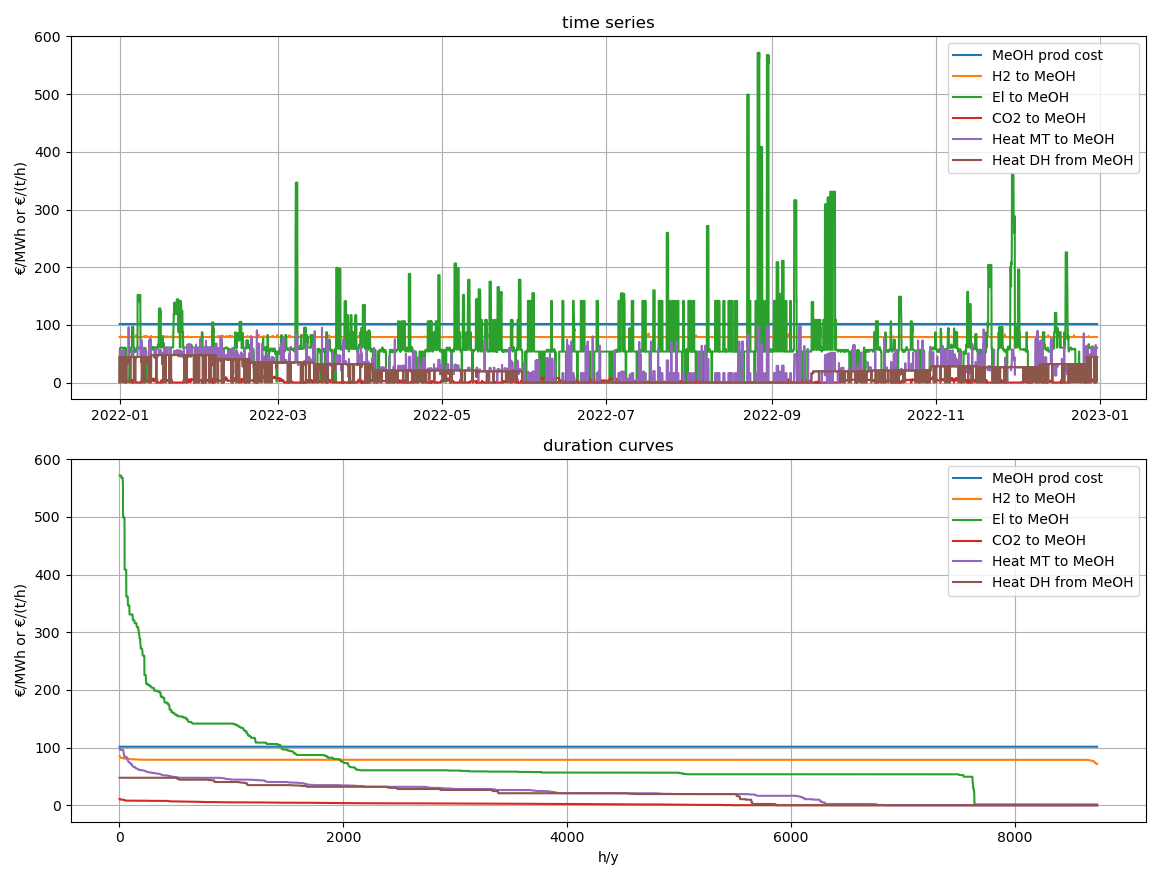 time series
€/MWh or €/(t/h)
600
500
400
300
200
100
0
2022-01
2022-03
2022-05
2022-07
2022-09
2022-11
2023-01
MeOH prod cost
H2 to MeOH
El to MeOH
CO2 to MeOH
Heat MT to MeOH
Heat DH from MeOH
duration curves
€/MWh or €/(t/h)
600
500
400
300
200
100
0
0
2000
4000
6000
8000
h/y
MeOH prod cost
H2 to MeOH
El to MeOH
CO2 to MeOH
Heat MT to MeOH
Heat DH from MeOH